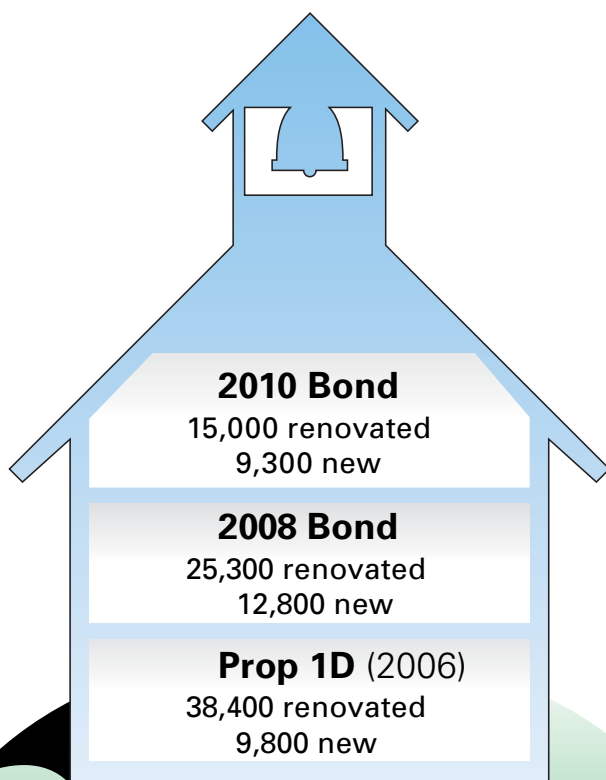 2010 Bond
15,000 renovated
9,300 new
2008 Bond
25,300 renovated
12,800 new
Prop 1D (2006)
38,400 renovated
9,800 new